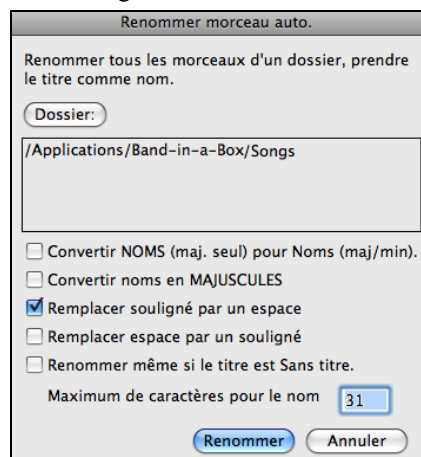 Renommer morceau auto.
Renommer tous les morceaux d'un dossier, prendre
le titre comme nom.
Dossier:
/Applications/Band-in-a-Box/Songs
Convertir NOMS (maj. seul) pour Noms (maj/min).
Convertir noms en MAJUSCULES
Remplacer souligné par un espace
Remplacer espace par un souligné
Renommer même si le titre est Sans titre.
Maximum de caractères pour le nom 31
Renommer Annuler